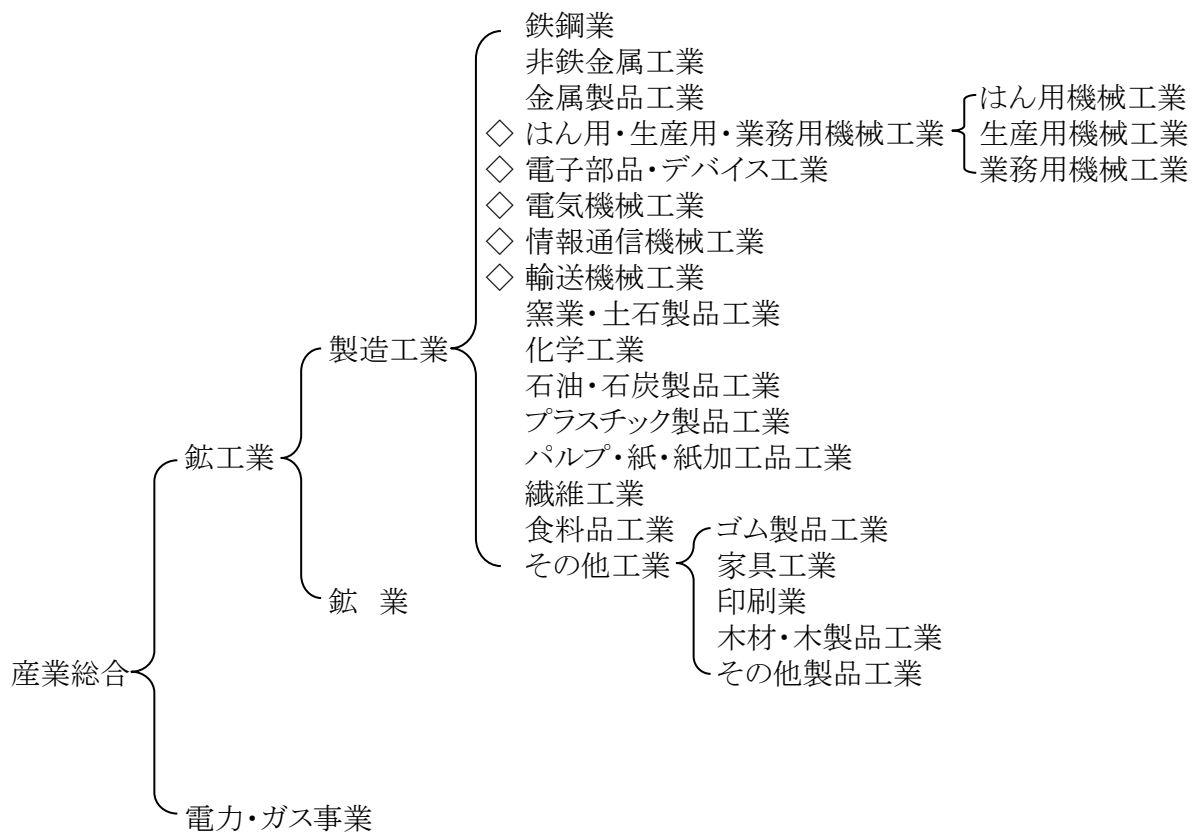 鉄鋼業
非鉄金属工業
金属製品工業
◇ はん用・生産用・業務用機械工業
はん用機械工業
生産用機械工業
業務用機械工業
◇ 電子部品・デバイス工業
◇ 電気機械工業
◇ 情報通信機械工業
◇ 輸送機械工業
窯業・土石製品工業
製造工業
化学工業
石油・石炭製品工業
プラスチック製品工業
鉱工業
パルプ・紙・紙加工品工業
繊維工業
食料品工業
その他工業
ゴム製品工業
家具工業
印刷業
木材・木製品工業
その他製品工業
鉱 業
産業総合
電力・ガス事業